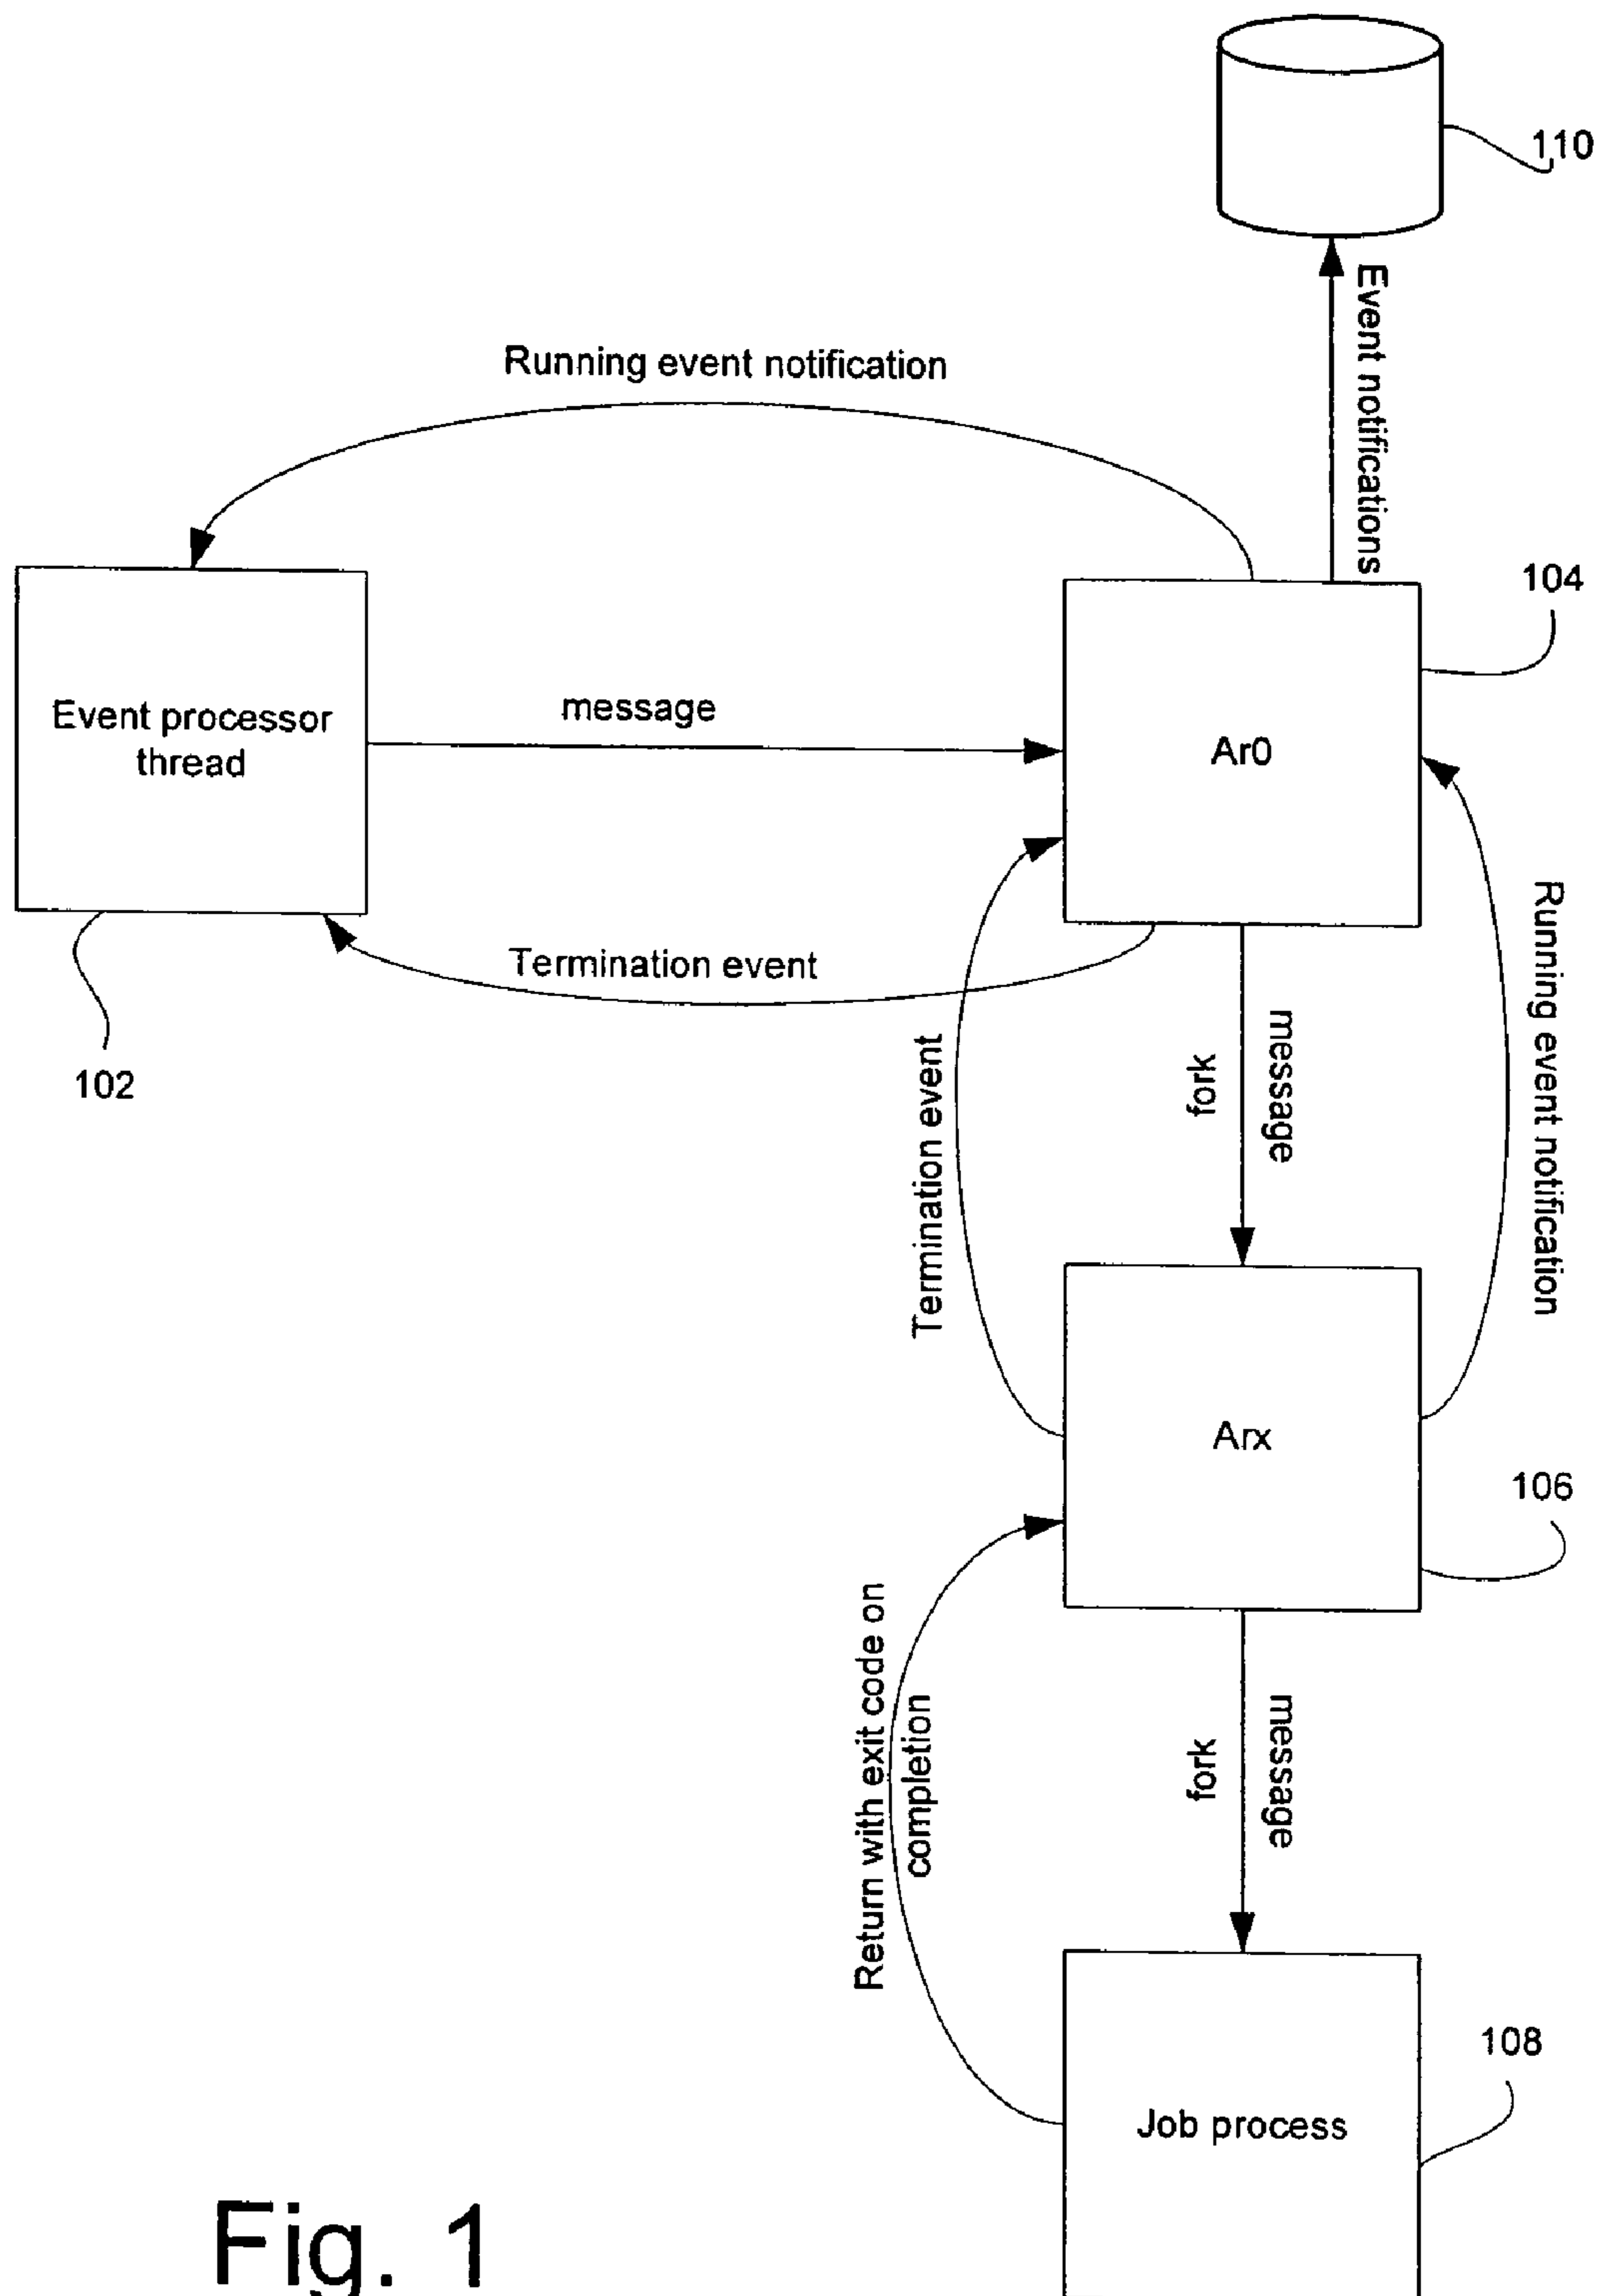 110
Event notifications
Running event notification
104
Event processor
thread
message
Ar0
Running event notification
Termination event
102
Termination event
fork
message
Arx
106
Return with exit code on
completion
fork
message
108
Job process
Fig. 1